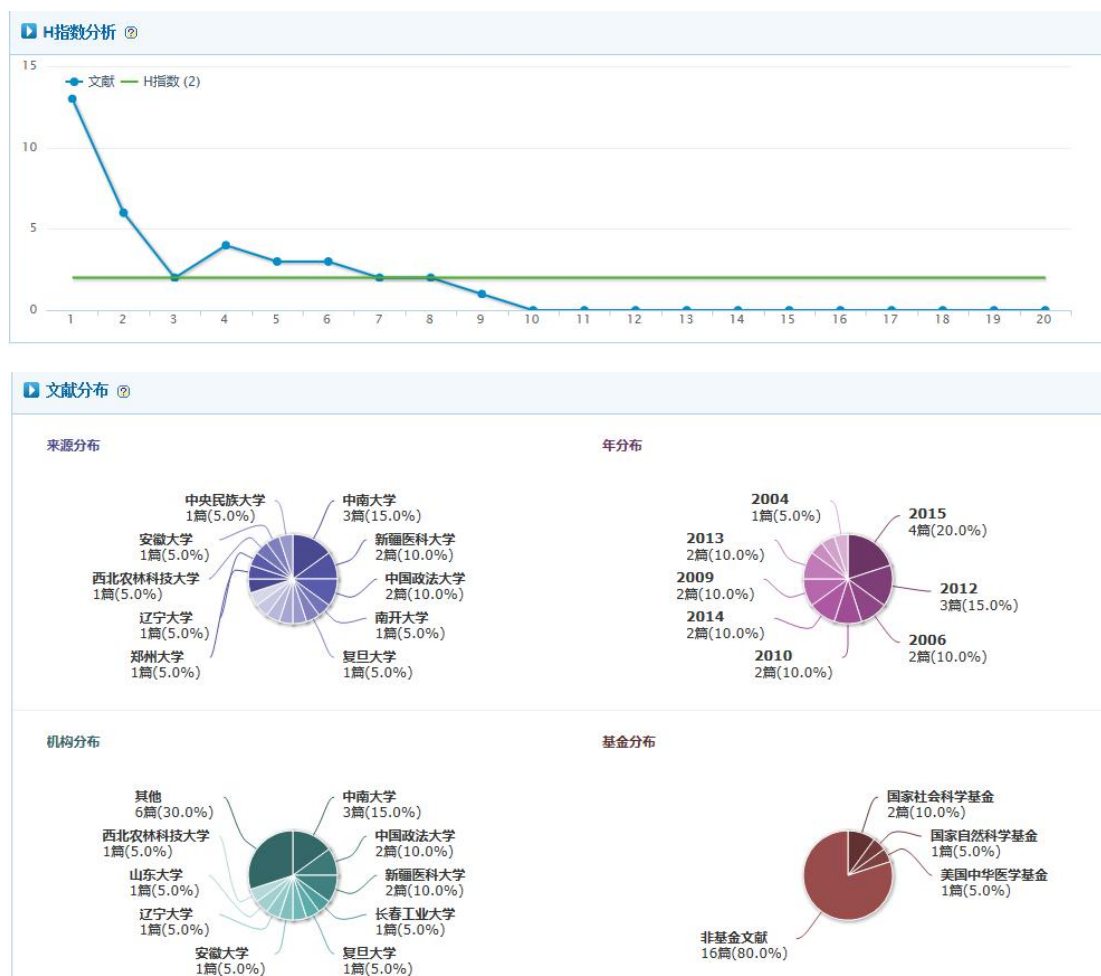 H指数分析
15
文献 H指数 (2)
10
5
0
1 2 3 4 5 6 7 8 9 10 11 12 13 14 15 16 17 18 19 20
文献分布
来源分布
中央民族大学
1篇(5.0%)
安徽大学
1篇(5.0%)
西北农林科技大学
1篇(5.0%)
辽宁大学
1篇(5.0%)
郑州大学
1篇(5.0%)
中南大学
3篇(15.0%)
新疆医科大学
2篇(10.0%)
中国政法大学
2篇(10.0%)
南开大学
1篇(5.0%)
复旦大学
1篇(5.0%)
年分布
2004
1篇(5.0%)
2013
2篇(10.0%)
2009
2篇(10.0%)
2014
2篇(10.0%)
2010
2篇(10.0%)
2015
4篇(20.0%)
2012
3篇(15.0%)
2006
2篇(10.0%)
机构分布
其他
6篇(30.0%)
西北农林科技大学
1篇(5.0%)
山东大学
1篇(5.0%)
辽宁大学
1篇(5.0%)
安徽大学
1篇(5.0%)
中南大学
3篇(15.0%)
中国政法大学
2篇(10.0%)
新疆医科大学
2篇(10.0%)
长春工业大学
1篇(5.0%)
复旦大学
1篇(5.0%)
基金分布
国家社会科学基金
2篇(10.0%)
国家自然科学基金
1篇(5.0%)
美国中华医学基金
1篇(5.0%)
非基金文献
16篇(80.0%)